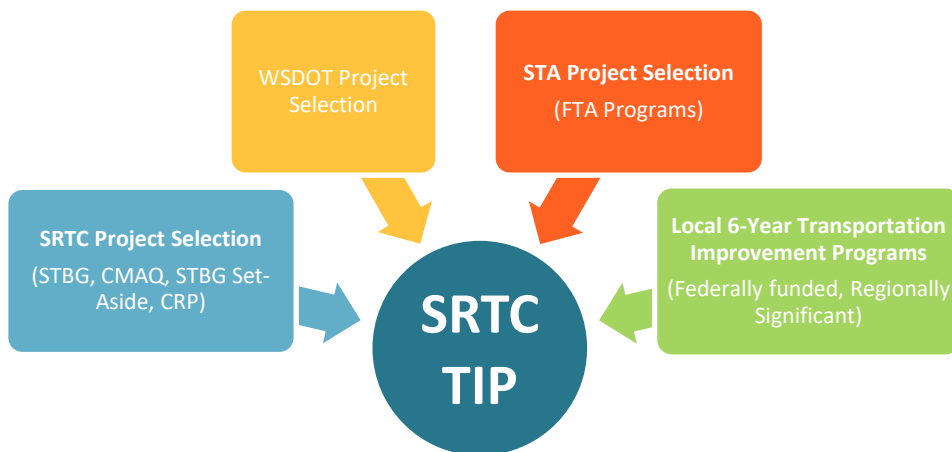 WSDOT Project
Selection
STA Project Selection
(FTA Programs)
SRTC Project Selection
(STBG, CMAQ, STBG Set-
Aside, CRP)
Local 6-Year Transportation
Improvement Programs
(Federally funded, Regionally
Significant)
SRTC
TIP